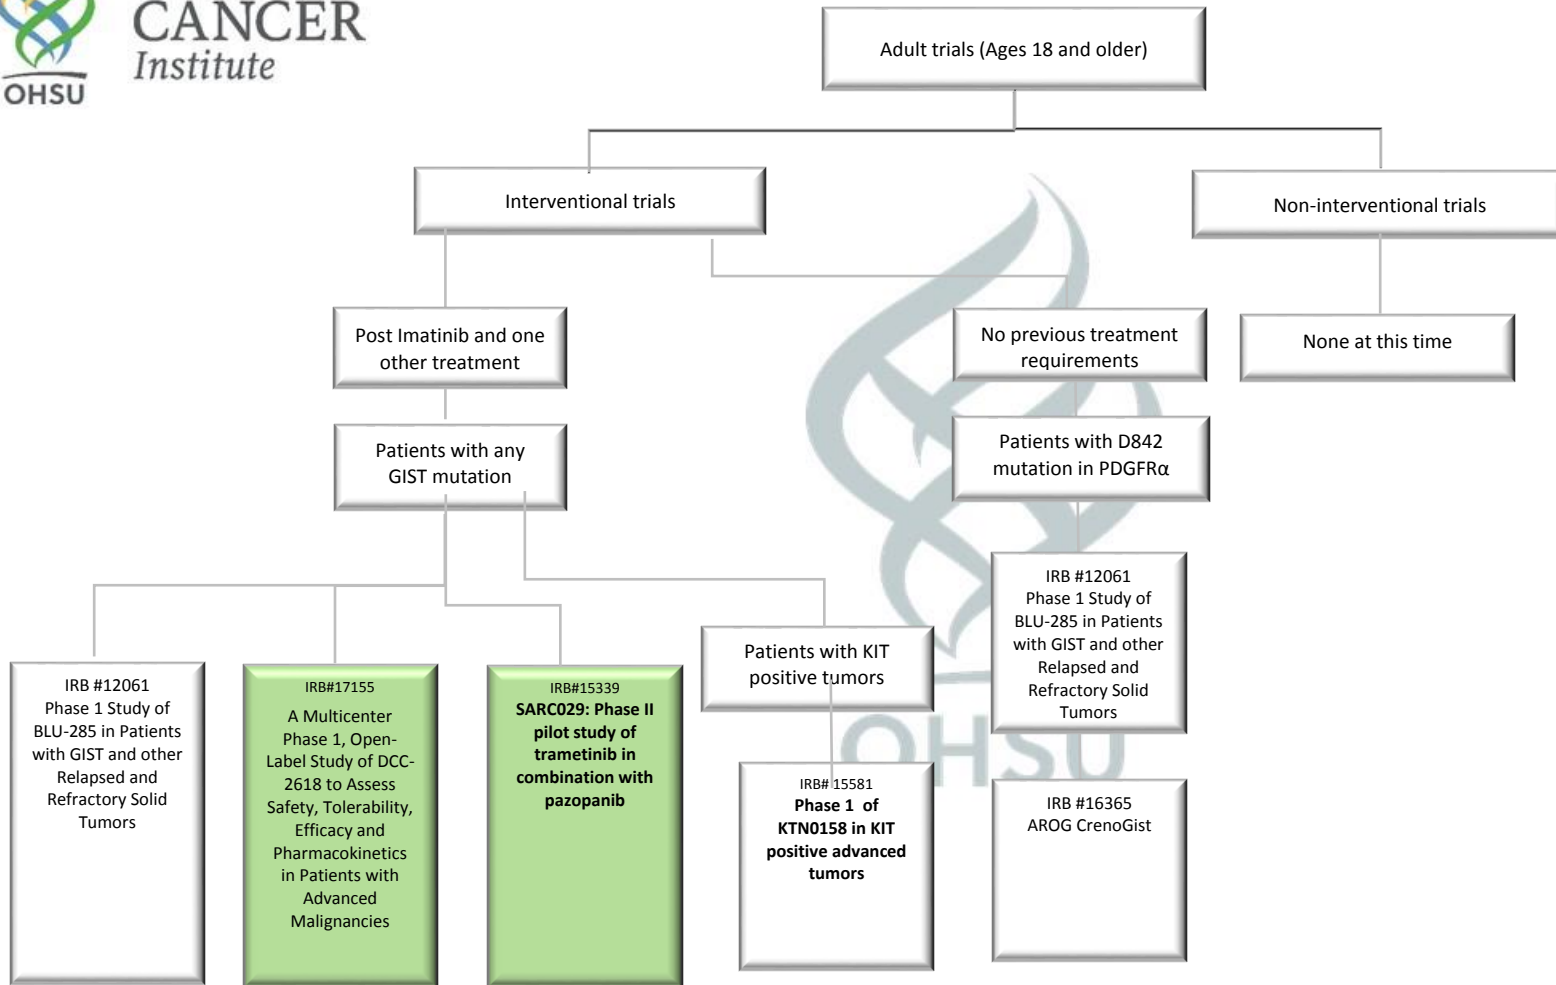 CANCER
Institute
OHSU
Adult trials (Ages 18 and older)
Interventional trials
Non-interventional trials
Post Imatinib and one
other treatment
No previous treatment
requirements
None at this time
Patients with any
GIST mutation
Patients with D842
mutation in PDGFRα
IRB #12061
Phase 1 Study of
BLU-285 in Patients
with GIST and other
Relapsed and
Refractory Solid
Tumors
IRB#17155
A Multicenter
Phase 1, Open-
Label Study of DCC-
2618 to Assess
Safety, Tolerability,
Efficacy and
Pharmacokinetics
in Patients with
Advanced
Malignancies
IRB#15339
SARC029: Phase II
pilot study of
trametinib in
combination with
pazopanib
Patients with KIT
positive tumors
IRB# 15581
Phase 1 of
KTN0158 in KIT
positive advanced
tumors
IRB #12061
Phase 1 Study of
BLU-285 in Patients
with GIST and other
Relapsed and
Refractory Solid
Tumors
OHSU
IRB #16365
AROG CrenoGist